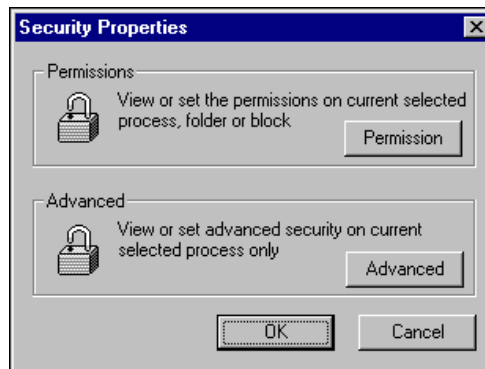 Security Properties
Permissions
View or set the permissions on current selected
process, folder or block
Permission
Advanced
View or set advanced security on current
selected process only
Advanced
OK
Cancel